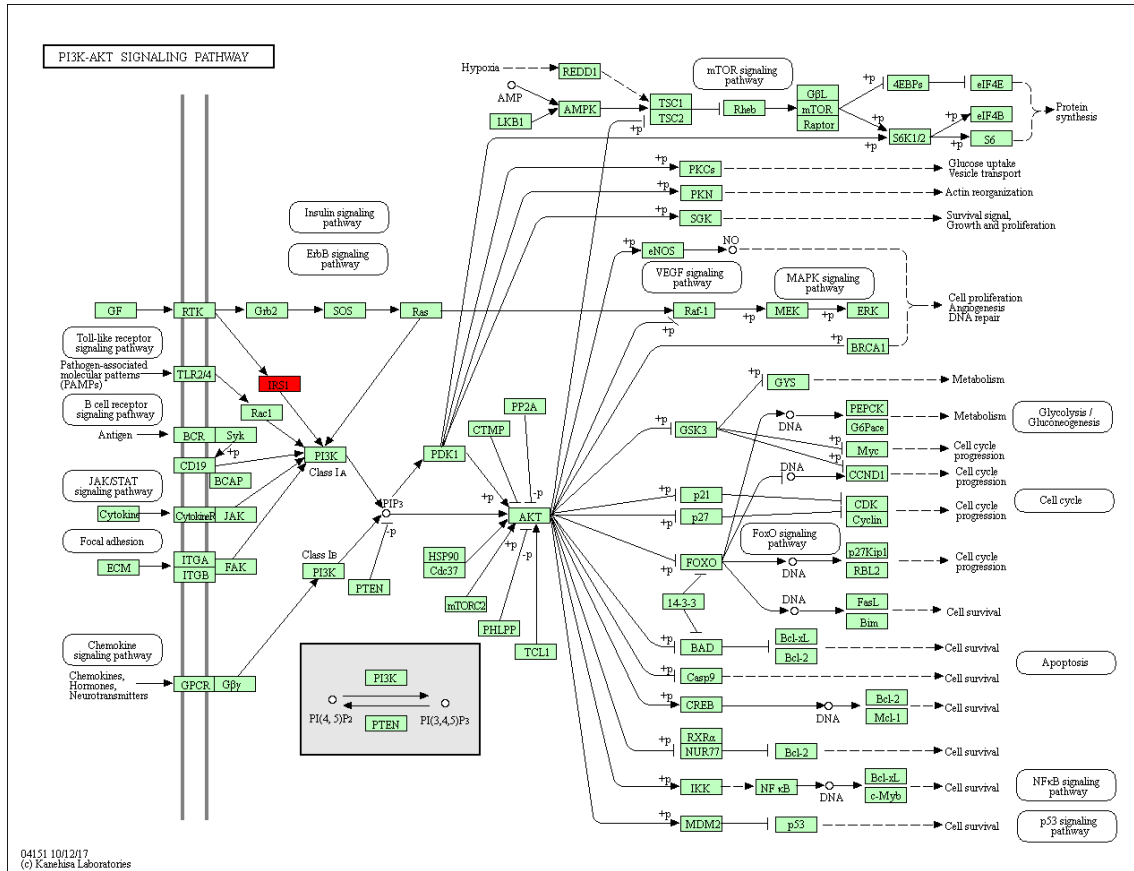 PI3K-AKT SIGNALING PATHWAY
Hypoxia
REDD1
mTOR signaling
pathway
AMP
AMPK
LKB1
TSC1
TSC2
Rheb
GβL
mTOR
Raptor
+p
4EBPs
eIF4E
+p
+p
+p
eIF4B
S6K1/2
+p
S6
+p
Protein
synthesis
+p
PKCs
Glucose uptake
Vesicle transport
+p
PKN
Actin reorganization
+p
SGK
Survival signal,
Growth and proliferation
Insulin signaling
pathway
ErbB signaling
pathway
+p
eNOS
NO
VEGF signaling
pathway
MAPK signaling
pathway
GF
RTK
Grb2
SOS
Ras
Raf-1
+p
MEK
+p
ERK
+p
+p
BRCA1
Cell proliferation
Angiogenesis
DNA repair
Toll-like receptor
signaling pathway
Pathogen-associated
molecular patterns
(PAMPs)
TLR2/4
IRS1
Rac1
B cell receptor
signaling pathway
Antigen
BCR
Syk
+p
CD19
BCAP
PI3K
Class IA
JAK/STAT
signaling pathway
Cytokine
CytokineR
JAK
Focal adhesion
ECM
ITGA
ITGB
FAK
Chemokine
signaling pathway
Chemokines,
Hormones,
Neurotransmitters
GPCR
Gβγ
Class IB
PI3K
PIP3
-p
PTEN
PDK1
CTMP
PP2A
+p
-p
AKT
HSP90
Cdc37
+p
-p
mTORC2
PHLPP
TCL1
PI3K
PI(4, 5)P2
PI(3,4,5)P3
PTEN
+p
GYS
Metabolism
+p
GSK3
DNA
PEPCK
G6Pace
Metabolism
Glycolysis /
Gluconeogenesis
+p
Myc
Cell cycle
progression
+p
DNA
CCND1
Cell cycle
progression
+p
p21
+p
p27
CDK
Cyclin
Cell cycle
progression
Cell cycle
FoxO signaling
pathway
+p
FOXO
DNA
p27Kip1
RBL2
Cell cycle
progression
14-3-3
DNA
FasL
Bim
Cell survival
+p
BAD
Bcl-xL
Bcl-2
Cell survival
Apoptosis
+p
Casp9
Cell survival
+p
CREB
DNA
Bcl-2
Mcl-1
Cell survival
+p
RXRα
NUR77
Bcl-2
Cell survival
+p
IKK
NFκB
DNA
Bcl-xL
c-Myb
Cell survival
NFκB signaling
pathway
+p
MDM2
p53
Cell survival
p53 signaling
pathway
04151 10/12/17
(c) Kanehisa Laboratories